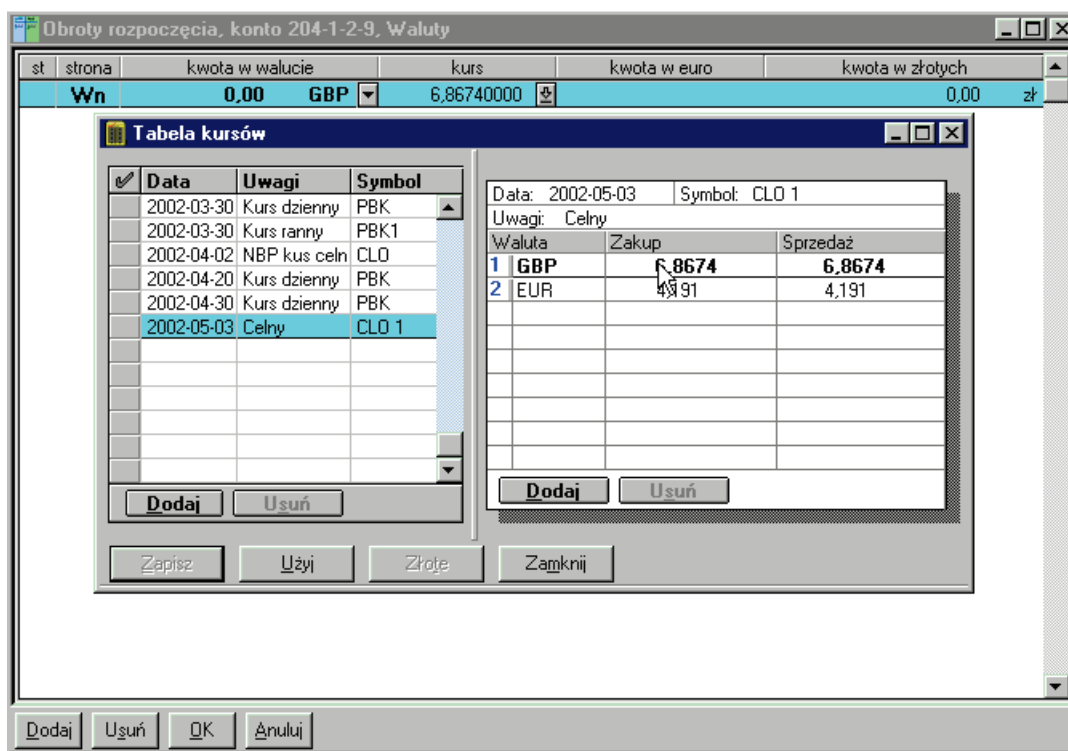 Obroty rozpoczęcia, konto 204-1-2-9, Waluty
st strona kwota w walucie kurs kwota w euro kwota w złotych
Wn 0,00 GBP 6,86740000 0,00 zł
Tabela kursów
Data Uwagi Symbol
2002-03-30 Kurs dzienny PBK
2002-03-30 Kurs ranny PBK1
2002-04-02 NBP kus celn CLO
2002-04-20 Kurs dzienny PBK
2002-04-30 Kurs dzienny PBK
2002-05-03 Celny CLO 1
Dodaj Usuń
Data: 2002-05-03 Symbol: CLO 1
Uwagi: Celny
Waluta Zakup Sprzedaż
1 GBP 6,8674 6,8674
2 EUR 4,191 4,191
Dodaj Usuń
Zapisz Użyj Złote Zamknij
Dodaj Usuń OK Anuluj